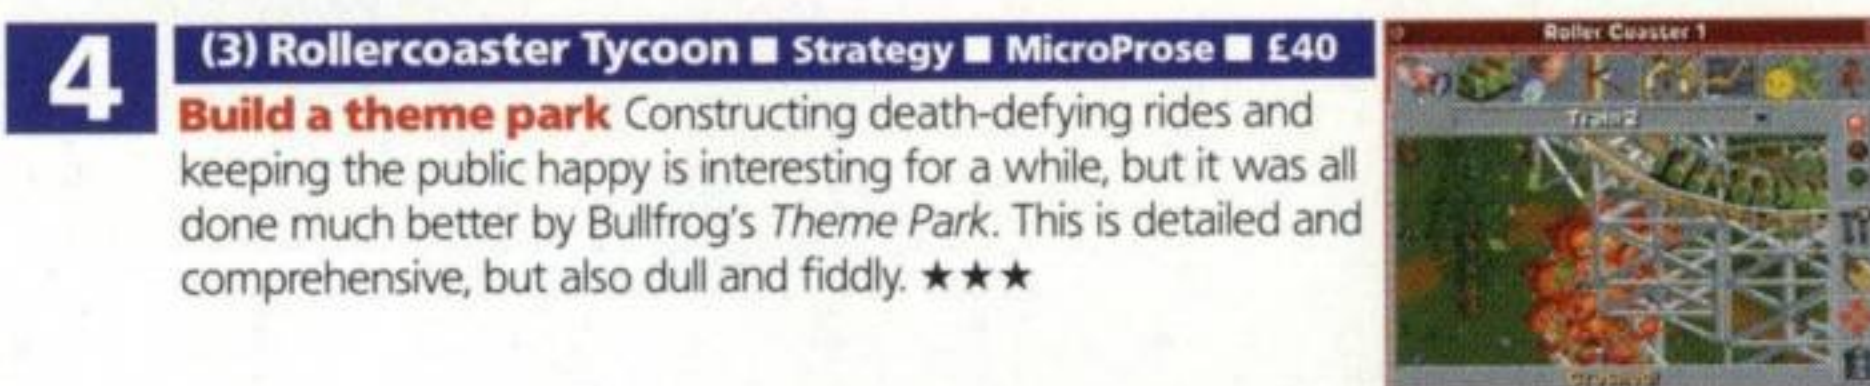 4
(3) Rollercoaster Tycoon ■ Strategy ■ MicroProse ■ £40
Build a theme park Constructing death-defying rides and
keeping the public happy is interesting for a while, but it was all
done much better by Bullfrog's Theme Park. This is detailed and
comprehensive, but also dull and fiddly. ★★★
Roller Coaster 1
Train 2